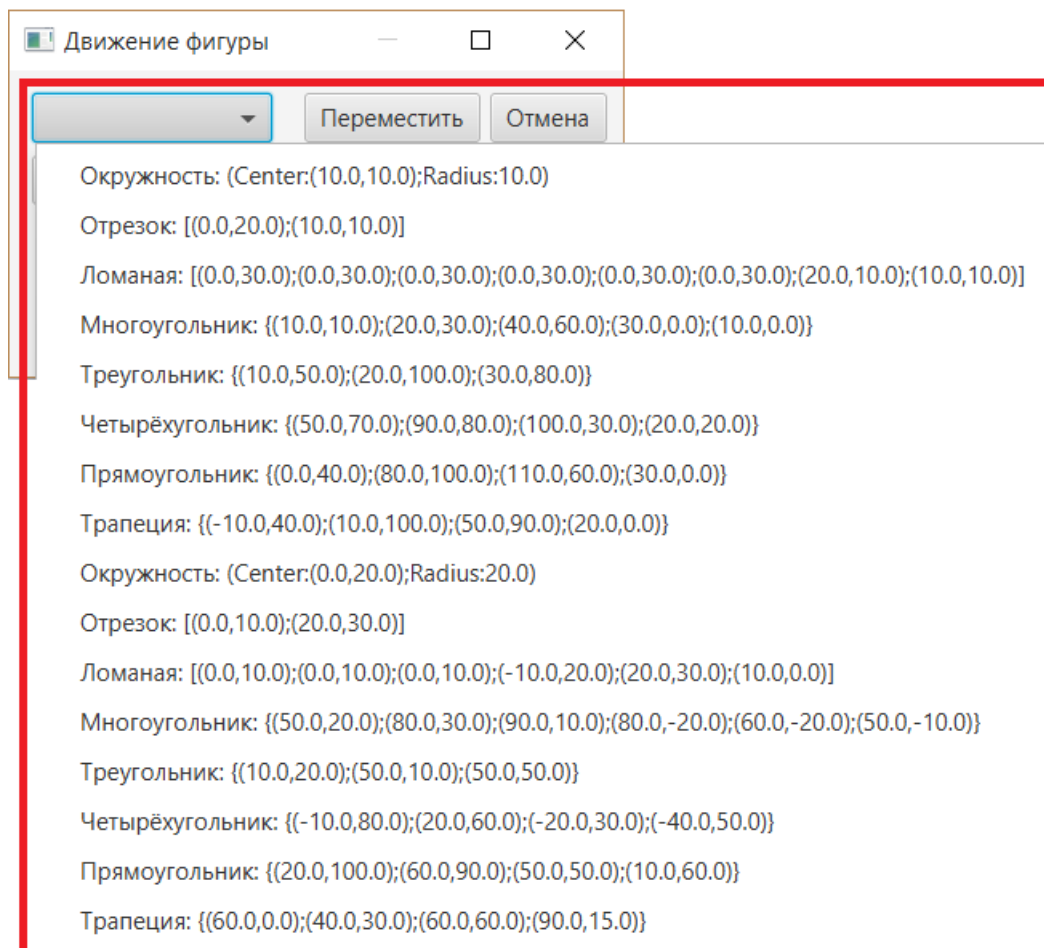 Движение фигуры
Переместить Отмена
Окружность: (Center:(10.0,10.0);Radius:10.0)
Отрезок: [(0.0,20.0);(10.0,10.0)]
Ломаная: [(0.0,30.0);(0.0,30.0);(0.0,30.0);(0.0,30.0);(0.0,30.0);(0.0,30.0);(20.0,10.0);(10.0,10.0)]
Многоугольник: {(10.0,10.0);(20.0,30.0);(40.0,60.0);(30.0,0.0);(10.0,0.0)}
Треугольник: {(10.0,50.0);(20.0,100.0);(30.0,80.0)}
Четырёхугольник: {(50.0,70.0);(90.0,80.0);(100.0,30.0);(20.0,20.0)}
Прямоугольник: {(0.0,40.0);(80.0,100.0);(110.0,60.0);(30.0,0.0)}
Трапеция: {(-10.0,40.0);(10.0,100.0);(50.0,90.0);(20.0,0.0)}
Окружность: (Center:(0.0,20.0);Radius:20.0)
Отрезок: [(0.0,10.0);(20.0,30.0)]
Ломаная: [(0.0,10.0);(0.0,10.0);(0.0,10.0);(-10.0,20.0);(20.0,30.0);(10.0,0.0)]
Многоугольник: {(50.0,20.0);(80.0,30.0);(90.0,10.0);(80.0,-20.0);(60.0,-20.0);(50.0,-10.0)}
Треугольник: {(10.0,20.0);(50.0,10.0);(50.0,50.0)}
Четырёхугольник: {(-10.0,80.0);(20.0,60.0);(-20.0,30.0);(-40.0,50.0)}
Прямоугольник: {(20.0,100.0);(60.0,90.0);(50.0,50.0);(10.0,60.0)}
Трапеция: {(60.0,0.0);(40.0,30.0);(60.0,60.0);(90.0,15.0)}